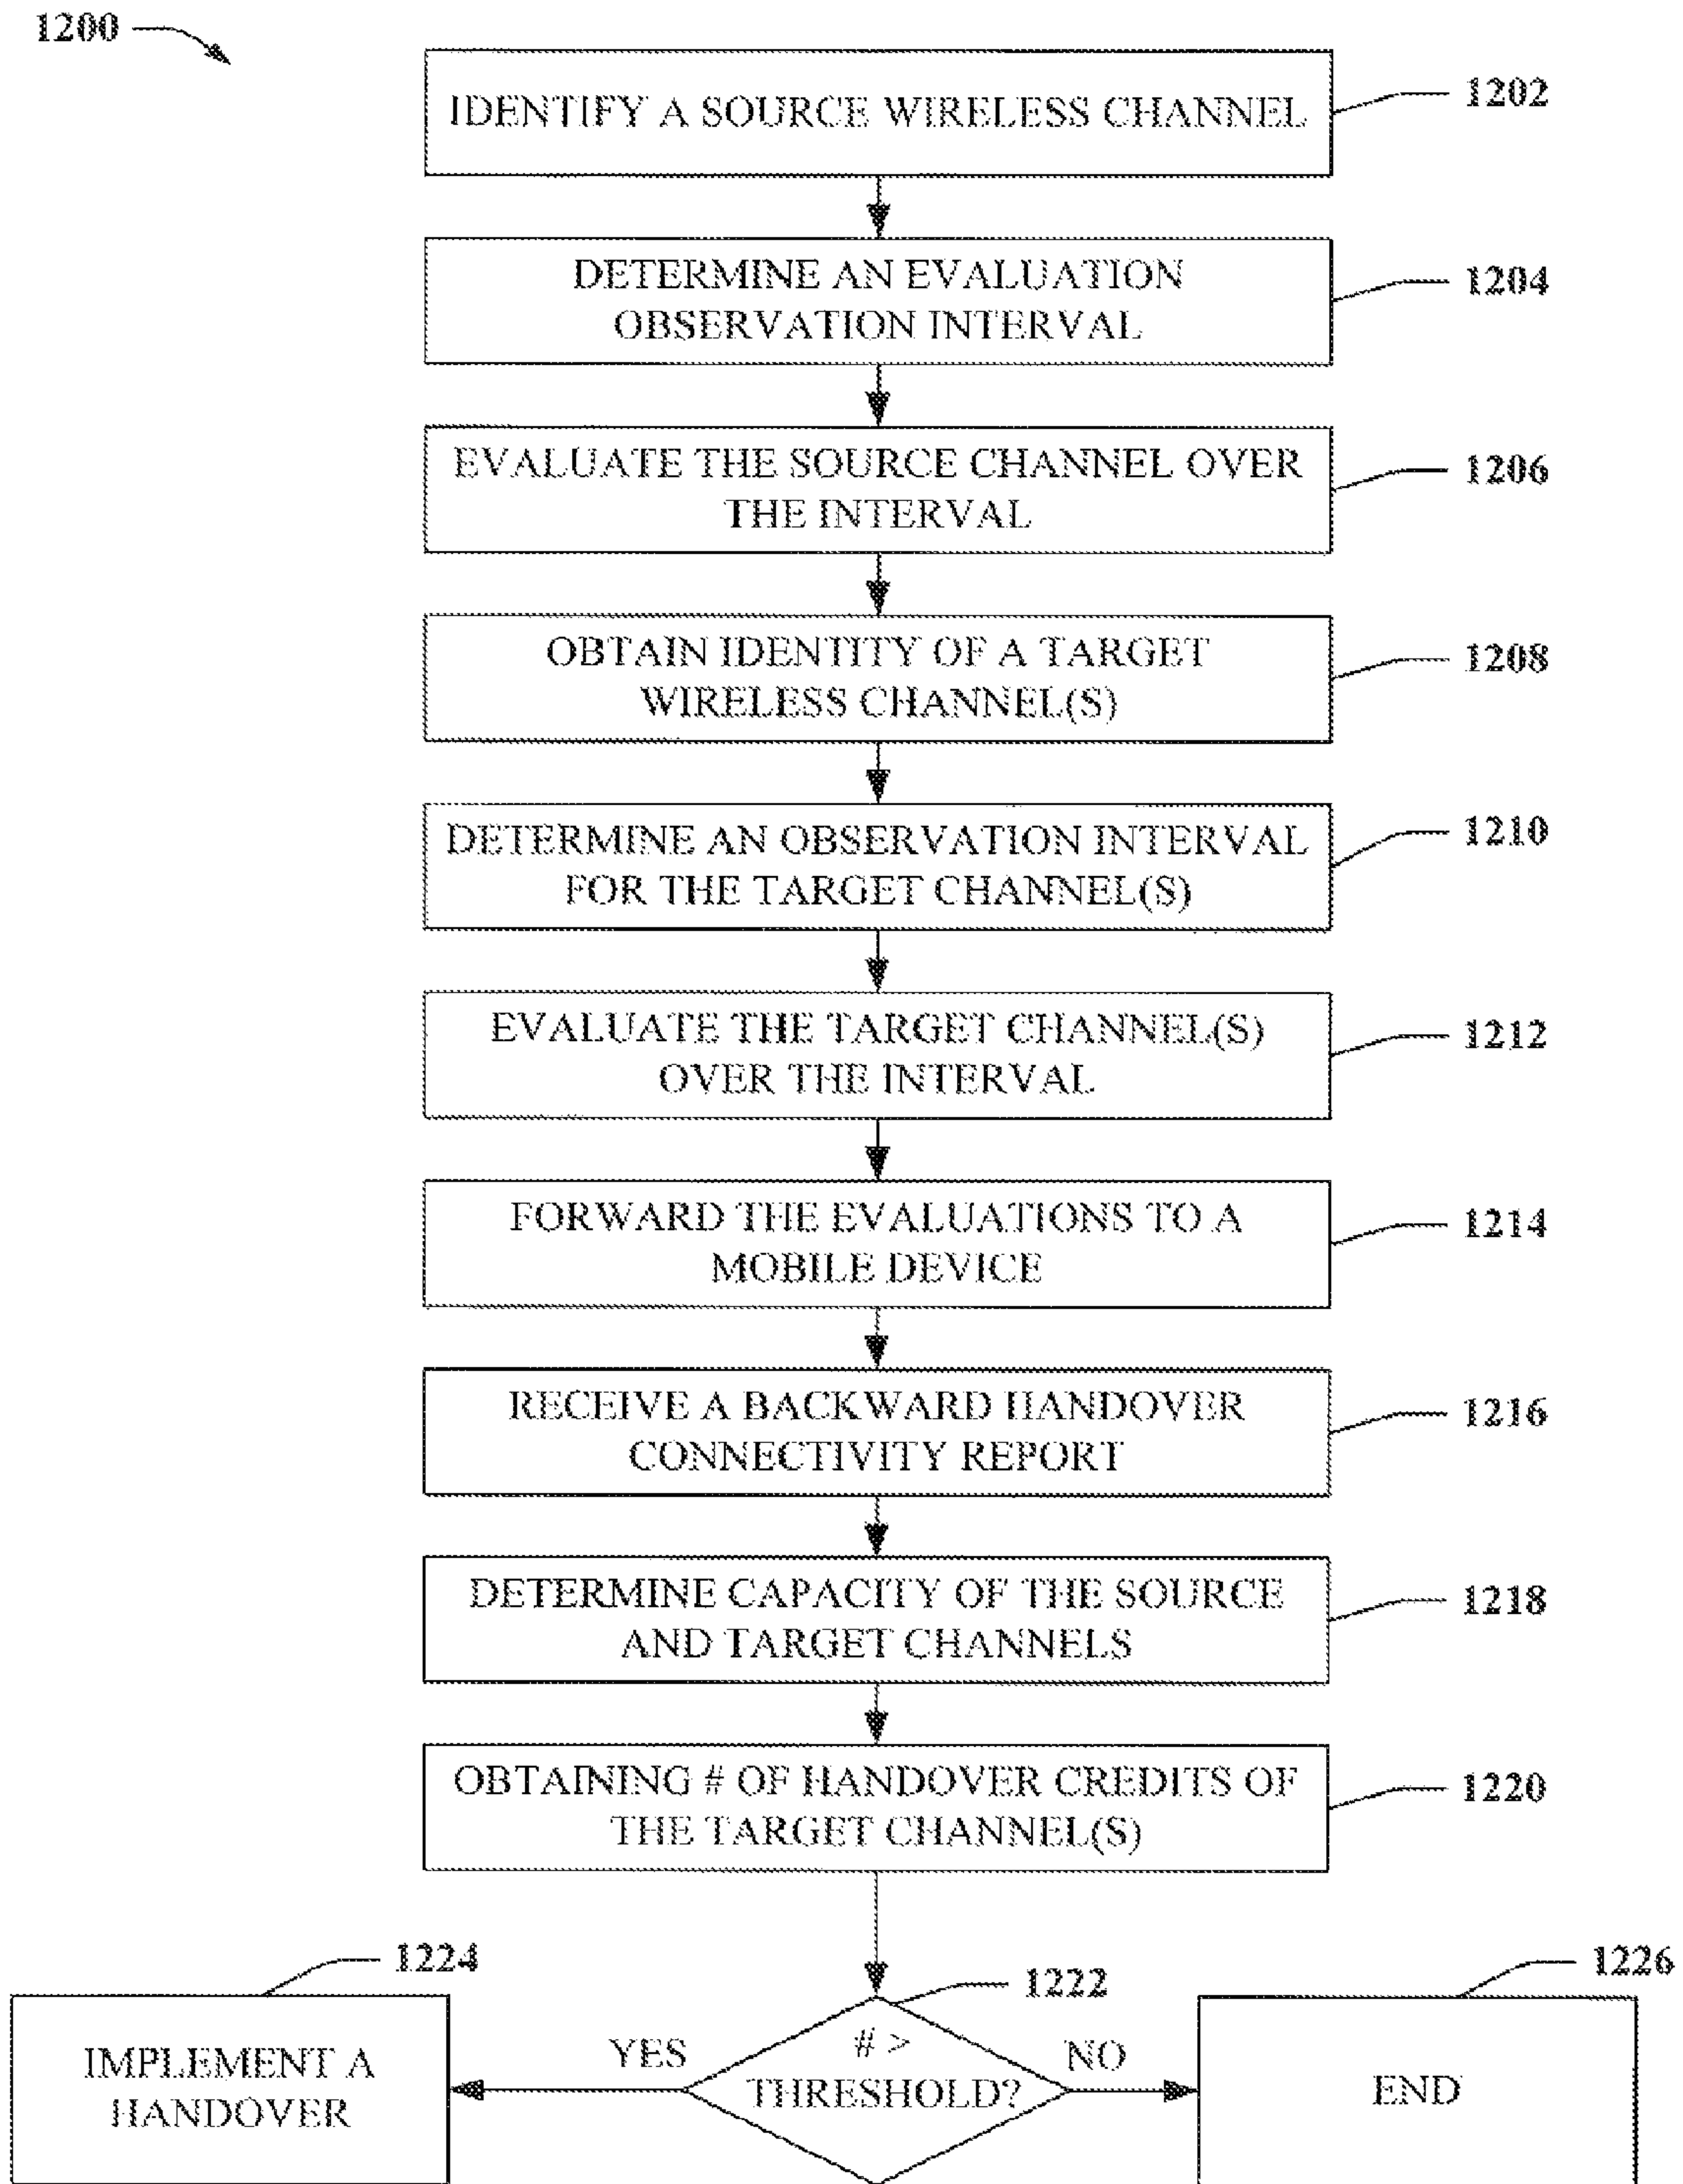 1200
IDENTIFY A SOURCE WIRELESS CHANNEL
1202
DETERMINE AN EVALUATION
OBSERVATION INTERVAL
1204
EVALUATE THE SOURCE CHANNEL OVER
THE INTERVAL
1206
OBTAIN IDENTITY OF A TARGET
WIRELESS CHANNEL(S)
1208
DETERMINE AN OBSERVATION INTERVAL
FOR THE TARGET CHANNEL(S)
1210
EVALUATE THE TARGET CHANNEL(S)
OVER THE INTERVAL
1212
FORWARD THE EVALUATIONS TO A
MOBILE DEVICE
1214
RECEIVE A BACKWARD HANDOVER
CONNECTIVITY REPORT
1216
DETERMINE CAPACITY OF THE SOURCE
AND TARGET CHANNELS
1218
OBTAINING # OF HANDOVER CREDITS OF
THE TARGET CHANNEL(S)
1220
1224
IMPLEMENT A
HANDOVER
YES
1222
# >
THRESHOLD?
NO
1226
END